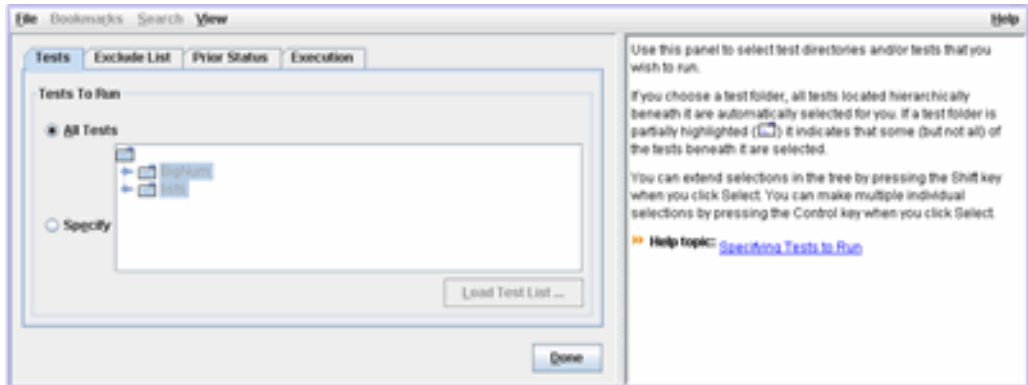 File Bookmarks Search View Help
Tests Exclude List Prior Status Execution
Tests To Run
All Tests
BigNum
lists
Specify
Load Test List ...
Done
Use this panel to select test directories and/or tests that you
wish to run.
If you choose a test folder, all tests located hierarchically
beneath it are automatically selected for you. If a test folder is
partially highlighted ( ) it indicates that some (but not all) of
the tests beneath it are selected.
You can extend selections in the tree by pressing the Shift key
when you click Select. You can make multiple individual
selections by pressing the Control key when you click Select.
Help topic: Specifying Tests to Run